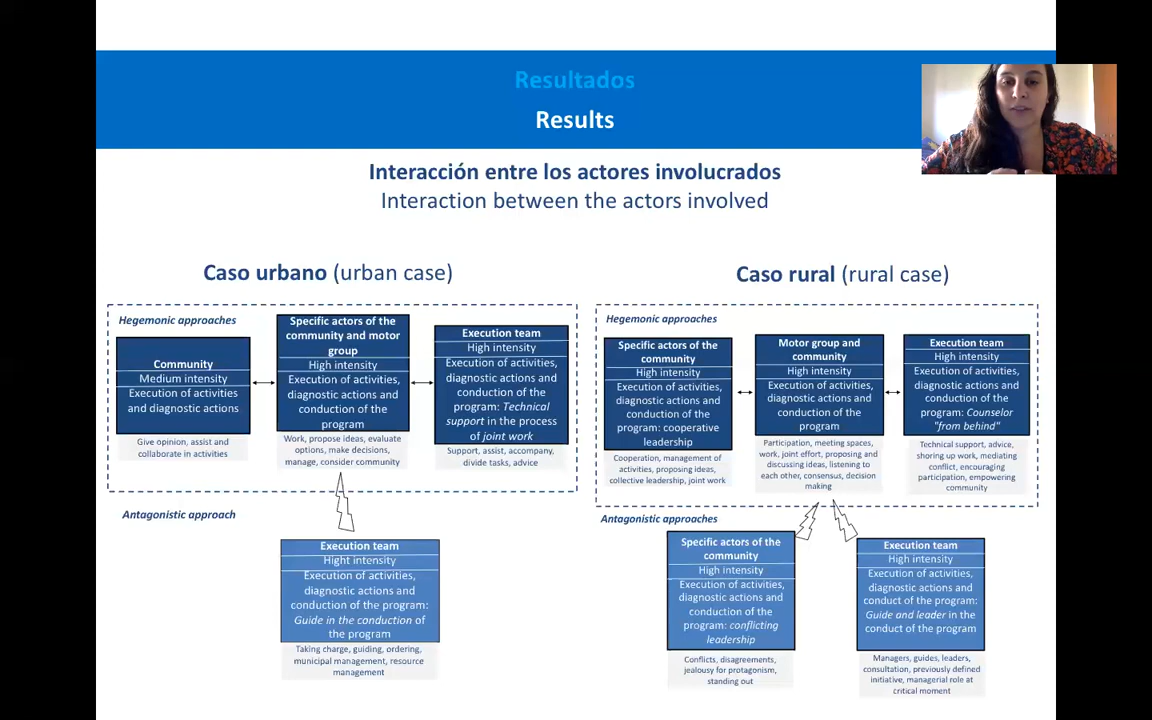 Resultados
Results
Interacción entre los actores involucrados
Interaction between the actors involved
Caso urbano (urban case)
Hegemonic approaches
Community
Medium intensity
Execution of activities
and diagnostic actions
Give opinion, assist and
collaborate in activities
Specific actors of the
community and motor
group
High intensity
Execution of activities,
diagnostic actions and
conduction of the
program
Work, propose ideas, evaluate
options, make decisions,
manage, consider community
Execution team
High intensity
Execution of activities,
diagnostic actions and
conduction of the
program: Technical
support in the process
of joint work
Support, assist, accompany,
divide tasks, advice
Antagonistic approach
Execution team
Hight intensity
Execution of activities,
diagnostic actions and
conduction of the program:
Guide in the conduction of
the program
Taking charge, guiding, ordering,
municipal management, resource
management
Caso rural (rural case)
Hegemonic approaches
Specific actors of the
community
High intensity
Execution of activities,
diagnostic actions and
conduction of the
program: cooperative
leadership
Cooperation, management of
activities, proposing ideas,
collective leadership, joint work
Motor group and
community
High intensity
Execution of activities,
diagnostic actions and
conduction of the
program
Participation, meeting spaces,
work, joint effort, proposing and
discussing ideas, listening to
each other, consensus, decision
making
Execution team
High intensity
Execution of activities,
diagnostic actions and
conduction of the
program: Counselor
"from behind"
Technical support, advice,
shoring up work, mediating
conflict, encouraging
participation, empowering
community
Antagonistic approaches
Specific actors of the
community
High intensity
Execution of activities,
diagnostic actions and
conduction of the
program: conflicting
leadership
Conflicts, disagreements,
jealousy for protagonism,
standing out
Execution team
High intensity
Execution of activities,
diagnostic actions and
conduct of the program:
Guide and leader in the
conduct of the program
Managers, guides, leaders,
consultation, previously defined
initiative, managerial role at
critical moment